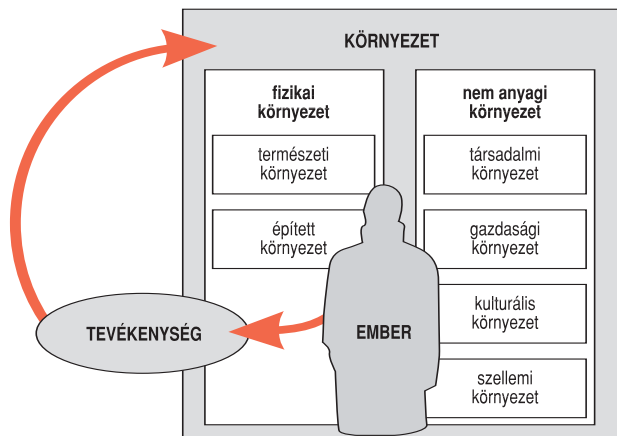 KÖRNYEZET
fizikai
környezet
természeti
környezet
épített
környezet
nem anyagi
környezet
társadalmi
környezet
gazdasági
környezet
kulturális
környezet
szellemi
környezet
TEVÉKENYSÉG
EMBER